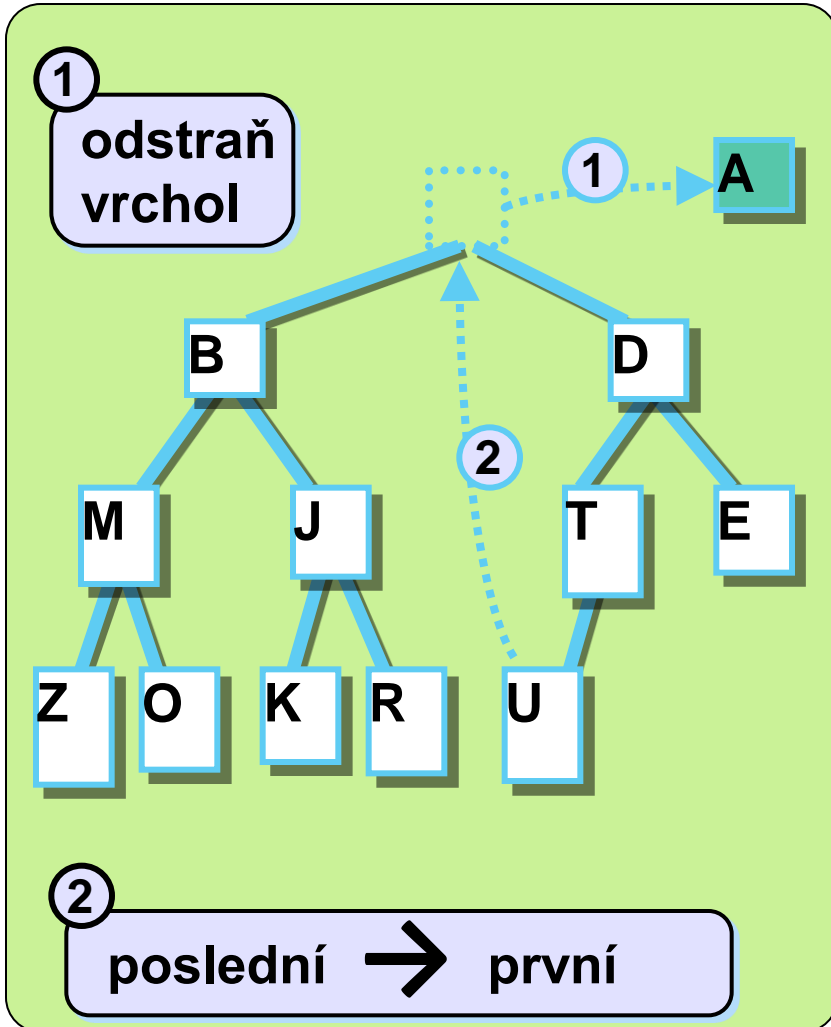 1
odstraň
vrchol
1
A
B
D
2
M
J
T
E
Z
O
K
R
U
2
poslední → první